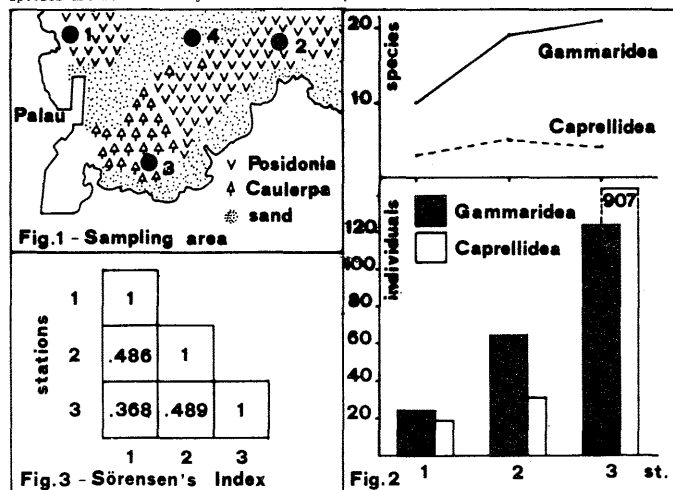 1
4
2
Palau
3
Posidonia
Caulerpa
sand
Fig.1 - Sampling area
20
10
species
Gammaridea
Caprellidea
907
Gammaridea
Caprellidea
individuals
120
100
80
60
40
20
1 2 3 st.
Fig.2
stations
1 1
2 .486 1
3 .368 .489 1
1 2 3
Fig.3 - Sörensen's Index